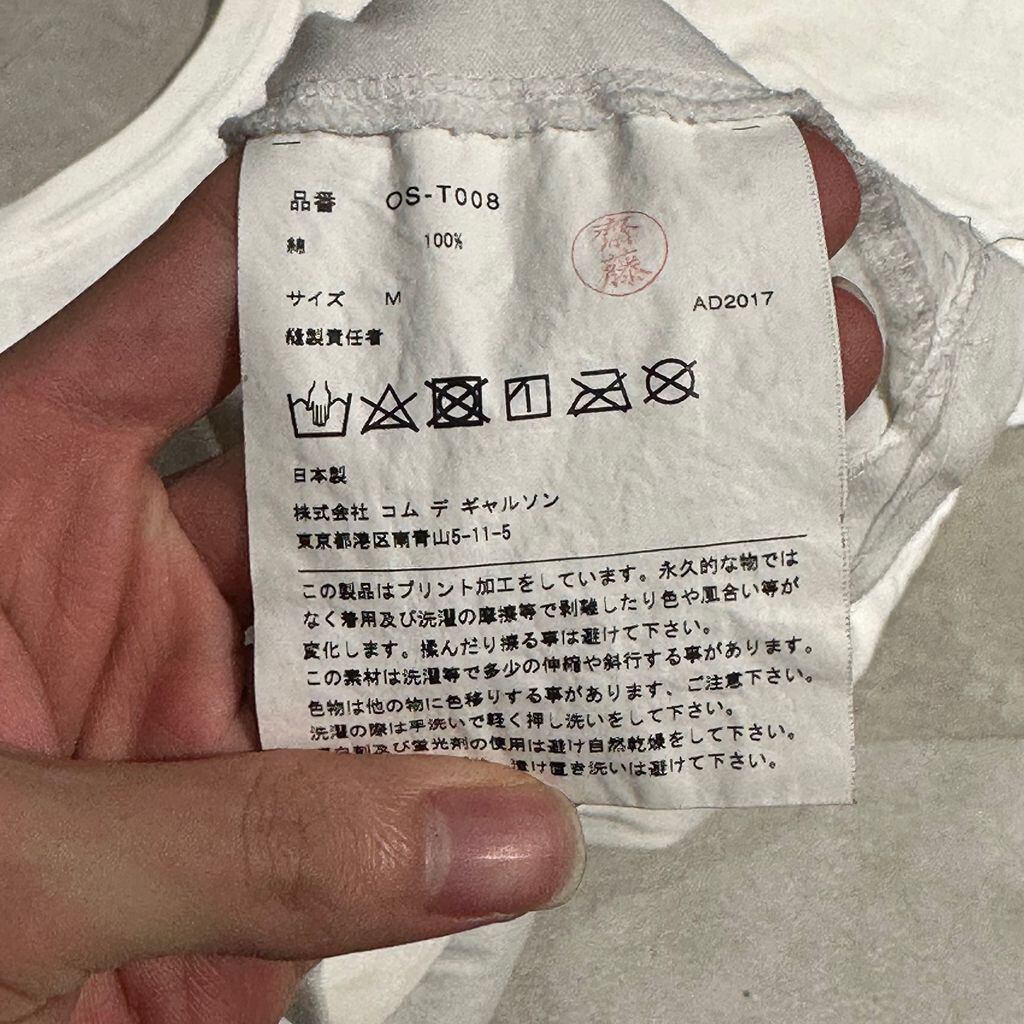 品番 OS-T008
綿 100%
齋藤
サイズ M
AD2017
縫製責任者
日本製
株式会社 コム デ ギャルソン
東京都港区南青山5-11-5
この製品はプリント加工をしています。永久的な物では
なく着用及び洗濯の摩擦等で剥離したり色や風合い等が
変化します。揉んだり擦る事は避けて下さい。
この素材は洗濯等で多少の伸縮や斜行する事があります。
色物は他の物に色移りする事があります、ご注意下さい。
洗濯の際は手洗いで軽く押し洗いをして下さい。
白剤及び蛍光剤の使用は避け自然乾燥をして下さい。
漬け置き洗いは避けて下さい。